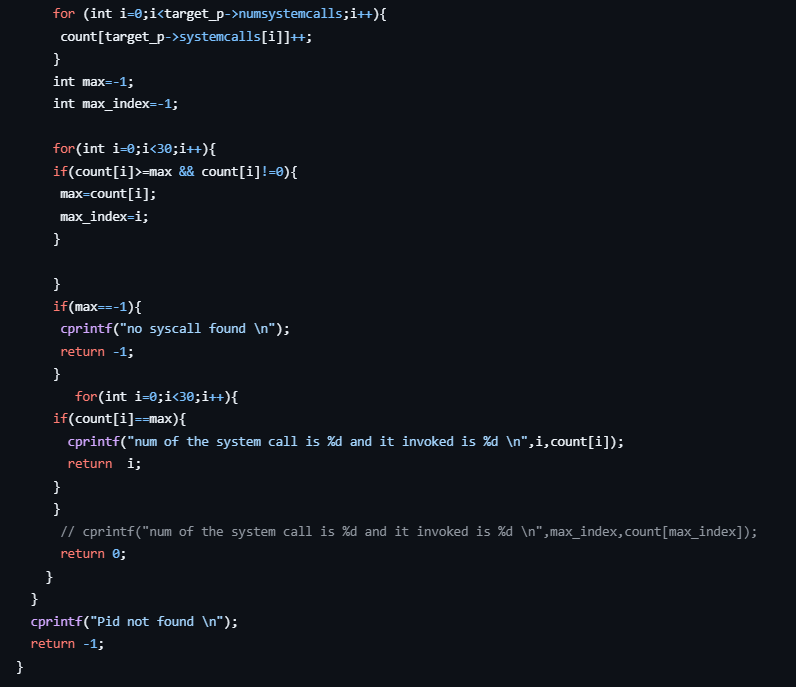 for (int i=0;i<target_p->numsystemcalls;i++){
count[target_p->systemcalls[i]]++;
}
int max=-1;
int max_index=-1;
for(int i=0;i<30;i++){
if(count[i]>=max && count[i]!=0){
max=count[i];
max_index=i;
}
}
if(max==-1){
cprintf("no syscall found \n");
return -1;
}
for(int i=0;i<30;i++){
if(count[i]==max){
cprintf("num of the system call is %d and it invoked is %d \n",i,count[i]);
return  i;
}
}
// cprintf("num of the system call is %d and it invoked is %d \n",max_index,count[max_index]);
return 0;
}
}
cprintf("Pid not found \n");
return -1;
}